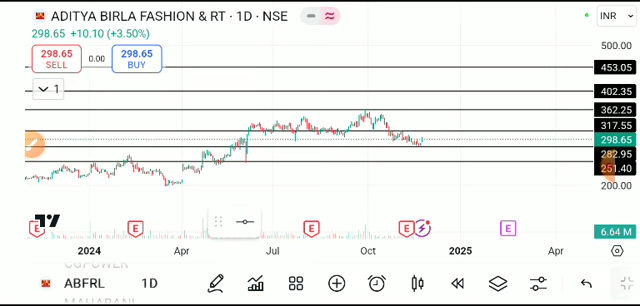 ADITYA BIRLA FASHION & RT · 1D · NSE
INR
298.65 +10.10 (+3.50%)
298.65 SELL 0.00 298.65 BUY
1
500.00
453.05
402.35
362.25
317.55
298.65
282.95
251.40
200.00
6.64 M
E E E E E
2024 Apr Jul Oct 2025 Apr
CGPOWER
ABFRL 1D
MAHABANK